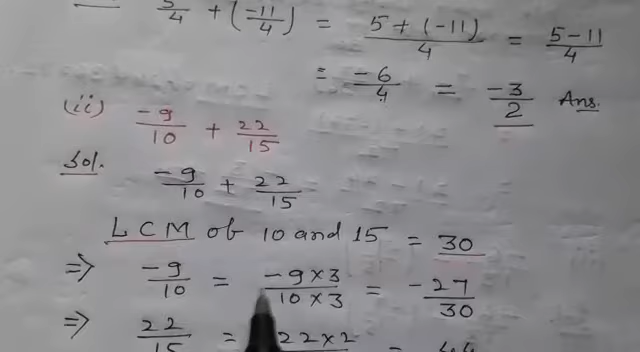 5/4 + (-11/4) = 5 + (-11)/4 = 5-11/4
= -6/4 = -3/2 Ans.
(ii) -9/10 + 22/15
Sol. -9/10 + 22/15
LCM of 10 and 15 = 30
⇒ -9/10 = -9×3/10×3 = -27/30
⇒ 22/15 = 22×2 = 44